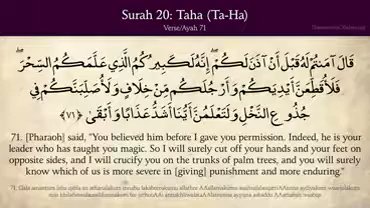 Surah 20: Taha (Ta-Ha)
Verse/Ayah 71
قَالَ آمَنتُمْ لَهُ قَبْلَ أَنْ آذَنَ لَكُمْ ۖ إِنَّهُ لَكَبِيرُكُمُ الَّذِي عَلَّمَكُمُ السِّحْرَ ۖ
فَلَأُقَطِّعَنَّ أَيْدِيَكُمْ وَأَرْجُلَكُم مِّنْ خِلَافٍ وَلَأُصَلِّبَنَّكُمْ فِي
جُذُوعِ النَّخْلِ وَلَتَعْلَمُنَّ أَيُّنَا أَشَدُّ عَذَابًا وَأَبْقَىٰ ﴿٧١﴾
71. [Pharaoh] said, "You believed him before I gave you permission. Indeed, he is your
leader who has taught you magic. So I will surely cut off your hands and your feet on
opposite sides, and I will crucify you on the trunks of palm trees, and you will surely
know which of us is more severe in [giving] punishment and more enduring."